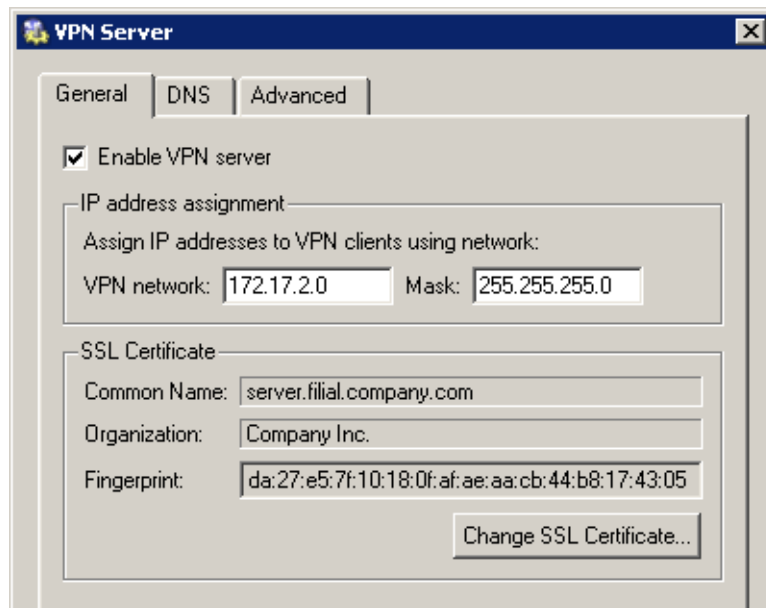 VPN Server
General DNS Advanced
Enable VPN server
IP address assignment
Assign IP addresses to VPN clients using network:
VPN network: 172.17.2.0 Mask: 255.255.255.0
SSL Certificate
Common Name: server.filial.company.com
Organization: Company Inc.
Fingerprint: da:27:e5:7f:10:18:0f:af:ae:aa:cb:44:b8:17:43:05
Change SSL Certificate...